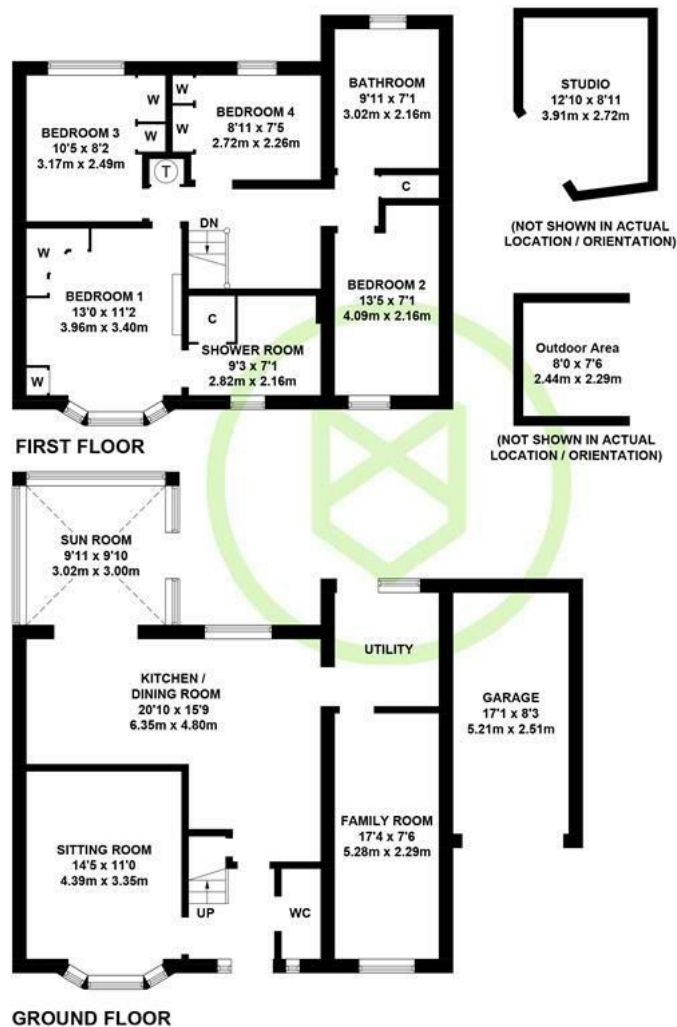 BATHROOM
9'11 x 7'1
3.02m x 2.16m
STUDIO
12'10 x 8'11
3.91m x 2.72m
(NOT SHOWN IN ACTUAL
LOCATION / ORIENTATION)
W
W
BEDROOM 3
10'5 x 8'2
3.17m x 2.49m
W
W
BEDROOM 4
8'11 x 7'5
2.72m x 2.26m
T
C
DN
W
BEDROOM 1
13'0 x 11'2
3.96m x 3.40m
W
BEDROOM 2
13'5 x 7'1
4.09m x 2.16m
C
SHOWER ROOM
9'3 x 7'1
2.82m x 2.16m
Outdoor Area
8'0 x 7'6
2.44m x 2.29m
(NOT SHOWN IN ACTUAL
LOCATION / ORIENTATION)
FIRST FLOOR
SUN ROOM
9'11 x 9'10
3.02m x 3.00m
UTILITY
KITCHEN /
DINING ROOM
20'10 x 15'9
6.35m x 4.80m
GARAGE
17'1 x 8'3
5.21m x 2.51m
SITTING ROOM
14'5 x 11'0
4.39m x 3.35m
FAMILY ROOM
17'4 x 7'6
5.28m x 2.29m
UP
WC
GROUND FLOOR